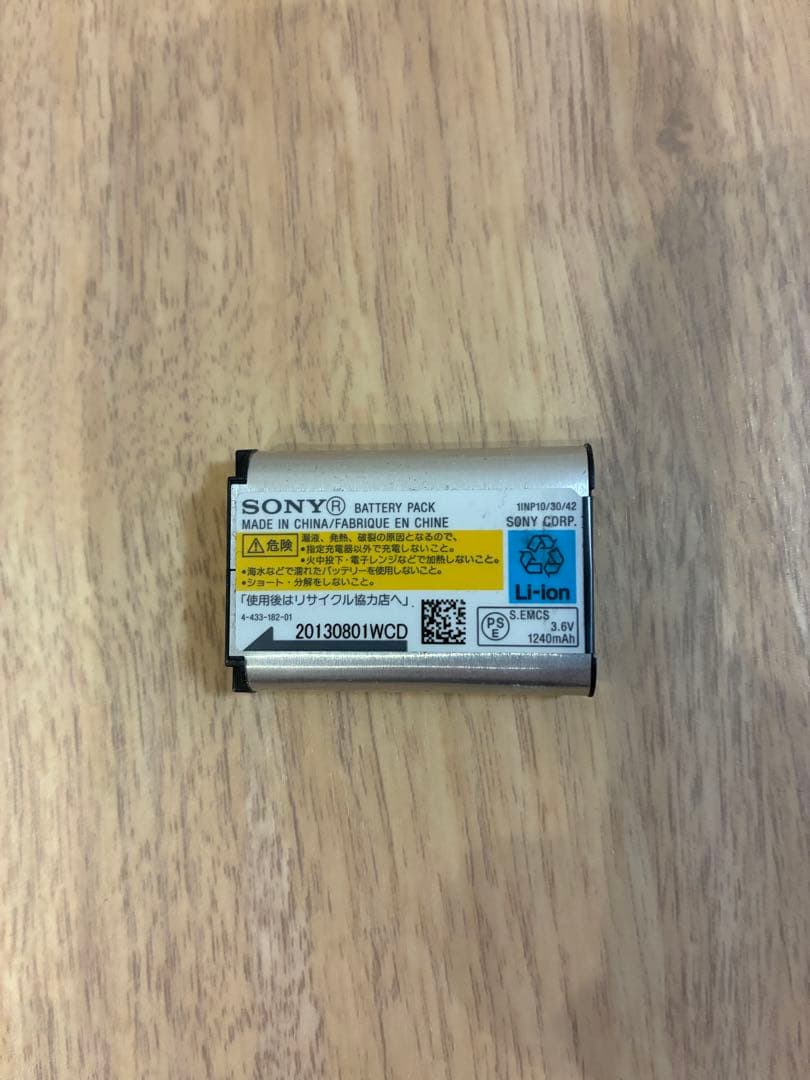 SONY® BATTERY PACK
1INP10/30/42
MADE IN CHINA/FABRIQUE EN CHINE
SONY CORP.
危険
漏液、発熱、破裂の原因となるので、
・指定充電器以外で充電しないこと。
・火中投下・電子レンジなどで加熱しないこと。
・海水などで濡れたバッテリーを使用しないこと。
・ショート・分解をしないこと。
Li-ion
「使用後はリサイクル協力店へ」.
4-433-182-01
20130801WCD
PS
E
S.EMCS
3.6V
1240mAh